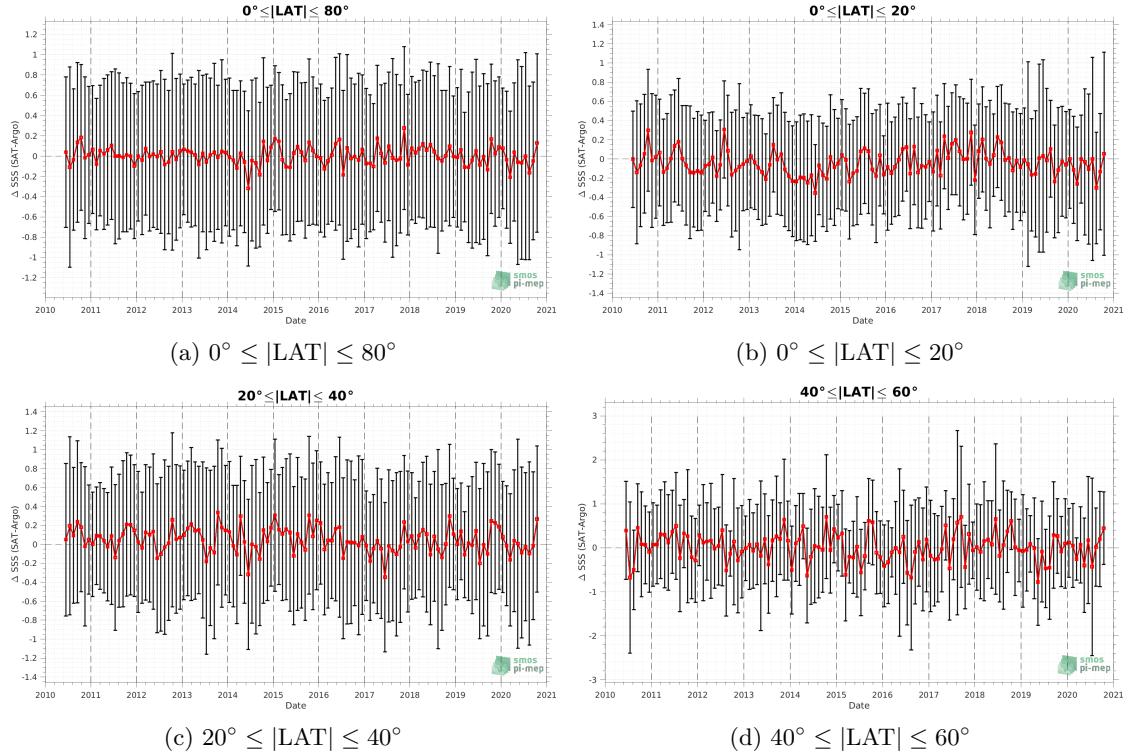 0°≤|LAT|≤ 80°
Δ SSS (SAT-Argo)
1.2
1
0.8
0.6
0.4
0.2
0
-0.2
-0.4
-0.6
-0.8
-1
-1.2
2010 2011 2012 2013 2014 2015 2016 2017 2018 2019 2020 2021
Date
smos
pi-mep
(a) 0° ≤ |LAT| ≤ 80°
0°≤|LAT|≤ 20°
Δ SSS (SAT-Argo)
1.4
1.2
1
0.8
0.6
0.4
0.2
0
-0.2
-0.4
-0.6
-0.8
-1
-1.2
-1.4
2010 2011 2012 2013 2014 2015 2016 2017 2018 2019 2020 2021
Date
smos
pi-mep
(b) 0° ≤ |LAT| ≤ 20°
20°≤|LAT|≤ 40°
Δ SSS (SAT-Argo)
1.4
1.2
1
0.8
0.6
0.4
0.2
0
-0.2
-0.4
-0.6
-0.8
-1
-1.2
-1.4
2010 2011 2012 2013 2014 2015 2016 2017 2018 2019 2020 2021
Date
smos
pi-mep
(c) 20° ≤ |LAT| ≤ 40°
40°≤|LAT|≤ 60°
Δ SSS (SAT-Argo)
3
2
1
0
-1
-2
-3
2010 2011 2012 2013 2014 2015 2016 2017 2018 2019 2020 2021
Date
smos
pi-mep
(d) 40° ≤ |LAT| ≤ 60°